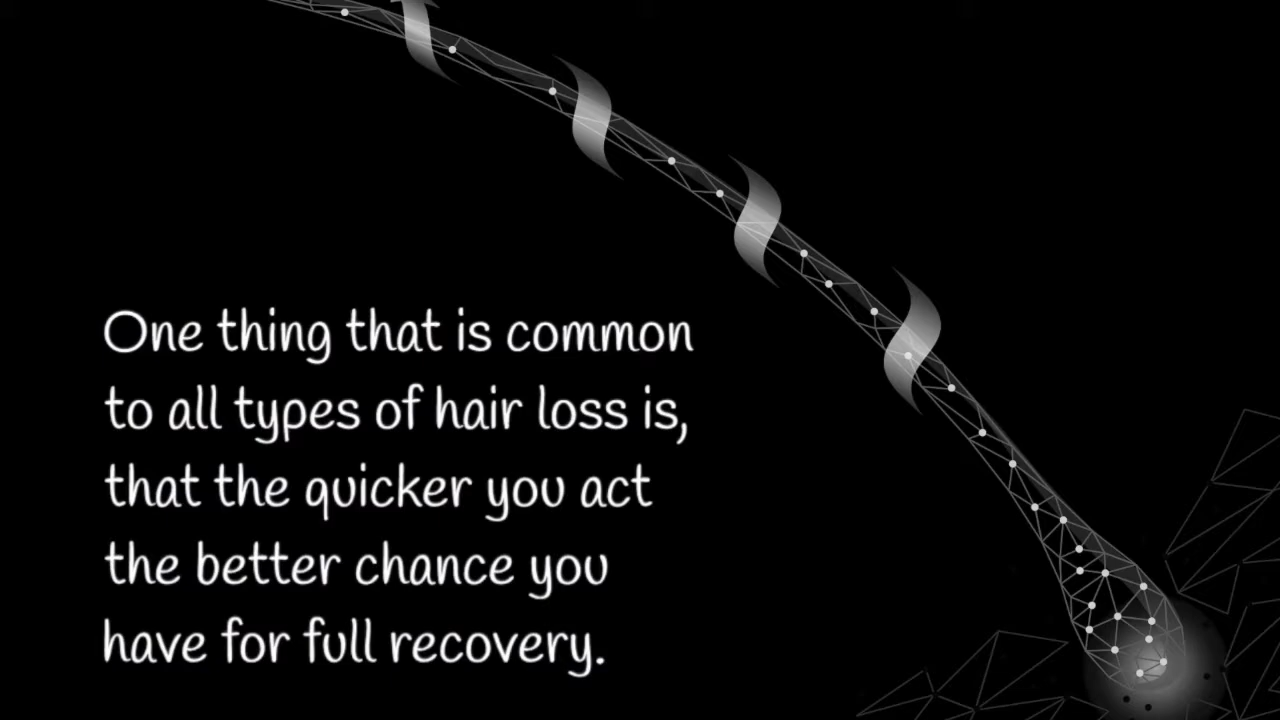 One thing that is common
to all types of hair loss is,
that the quicker you act
the better chance you
have for full recovery.